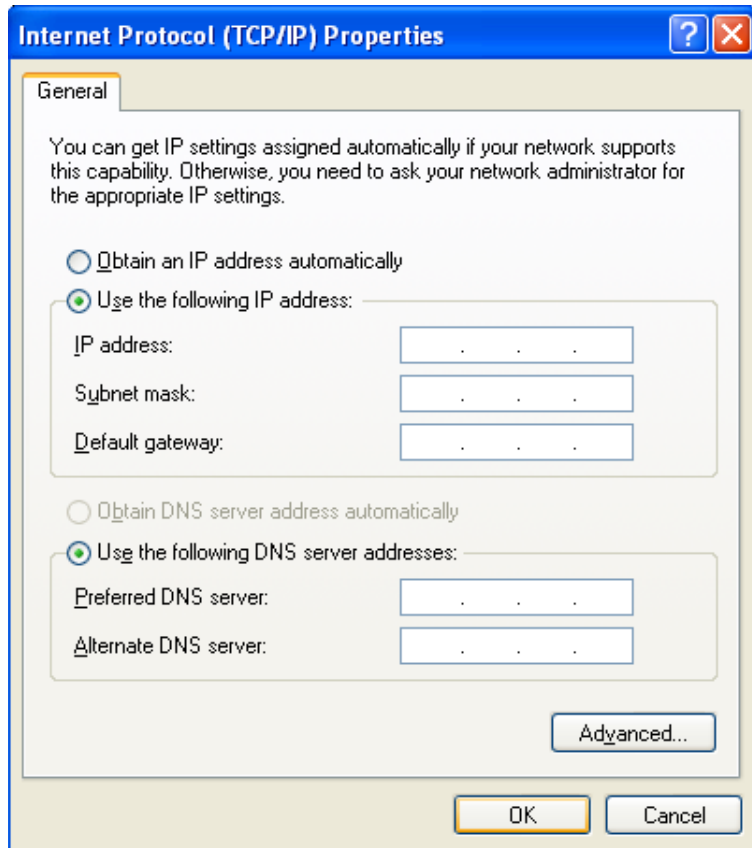 Internet Protocol (TCP/IP) Properties
General
You can get IP settings assigned automatically if your network supports
this capability. Otherwise, you need to ask your network administrator for
the appropriate IP settings.
Obtain an IP address automatically
Use the following IP address:
IP address:
. . .
Subnet mask:
. . .
Default gateway:
. . .
Obtain DNS server address automatically
Use the following DNS server addresses:
Preferred DNS server:
. . .
Alternate DNS server:
. . .
Advanced...
OK
Cancel